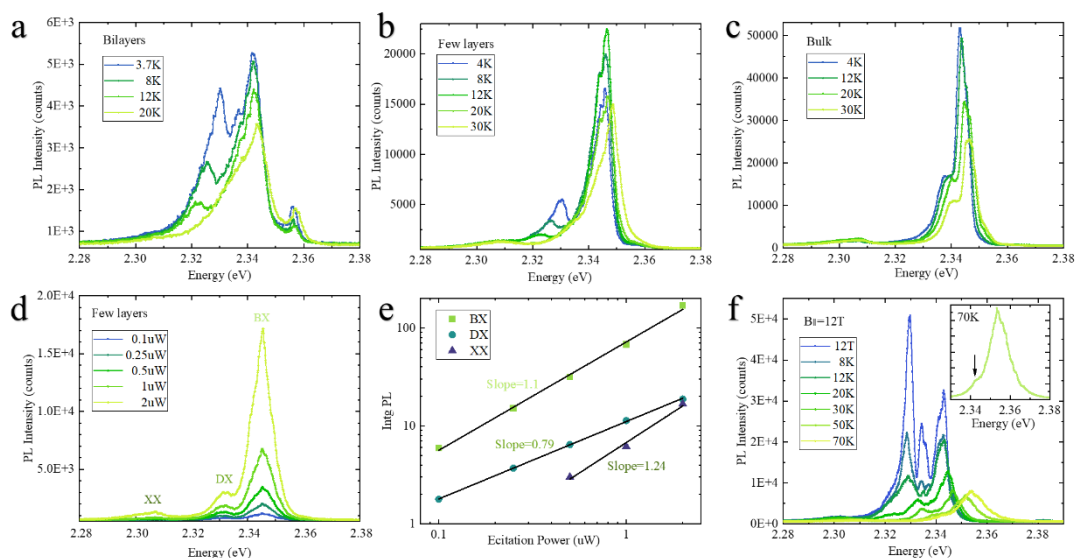 a
Bilayers
3.7K
8K
12K
20K
PL Intensity (counts)
6E+3
5E+3
4E+3
3E+3
2E+3
1E+3
2.28 2.30 2.32 2.34 2.36 2.38
Energy (eV)
b
Few layers
4K
8K
12K
20K
30K
PL Intensity (counts)
20000
15000
10000
5000
2.28 2.30 2.32 2.34 2.36 2.38
Energy (eV)
c
Bulk
4K
12K
20K
30K
PL Intensity (counts)
50000
40000
30000
20000
10000
0
2.28 2.30 2.32 2.34 2.36 2.38
Energy (eV)
d
Few layers
0.1uW
0.25uW
0.5uW
1uW
2uW
BX
DX
XX
PL Intensity (counts)
2.0E+4
1.5E+4
1.0E+4
5.0E+3
2.28 2.30 2.32 2.34 2.36 2.38
Energy (eV)
e
BX
DX
XX
Slope=1.1
Slope=0.79
Slope=1.24
Intg PL
100
10
1
0.1 1
Ecitation Power (uW)
f
B∥=12T
12T
8K
12K
20K
30K
50K
70K
PL Intensity (counts)
6E+4
5E+4
4E+4
3E+4
2E+4
1E+4
0E+4
2.28 2.30 2.32 2.34 2.36 2.38
Energy (eV)
70K
2.34 2.36 2.38
Energy (eV)